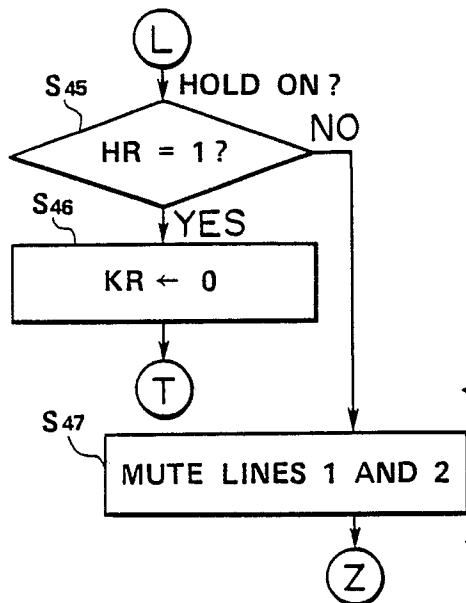 L
S45 HOLD ON?
HR = 1?
NO
S46 YES
KR ← 0
T
S47
MUTE LINES 1 AND 2
Z